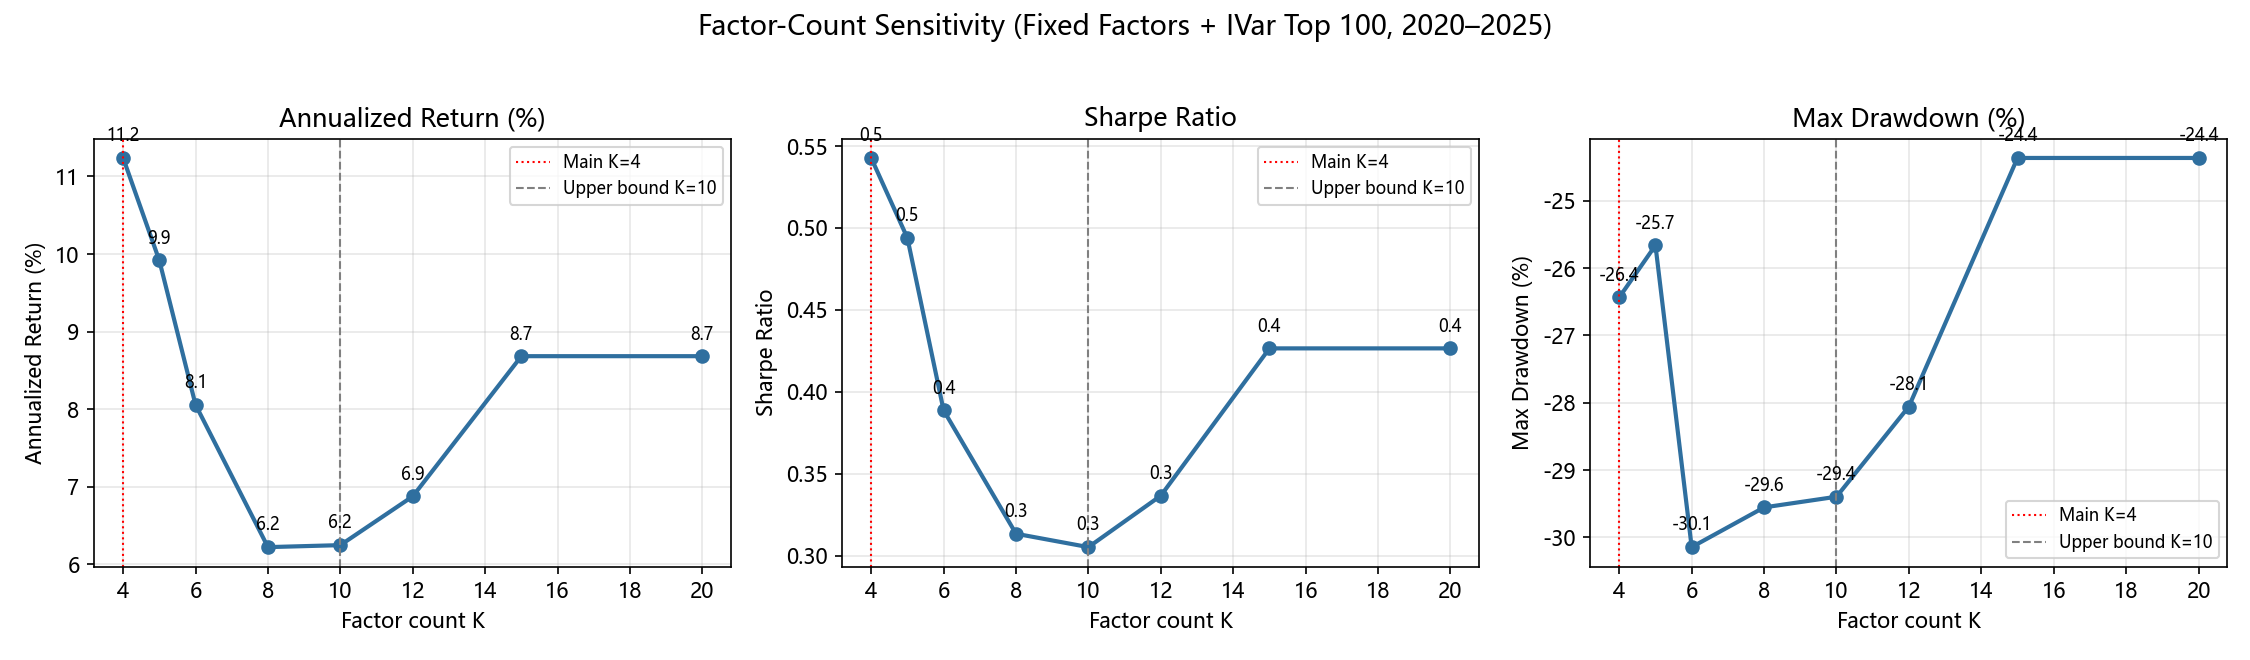 Factor-Count Sensitivity (Fixed Factors + IVar Top 100, 2020–2025)
Annualized Return (%)
11.2
9.9
8.1
6.2
6.2
6.9
8.7
8.7
Main K=4
Upper bound K=10
Annualized Return (%)
11
10
9
8
7
6
4 6 8 10 12 14 16 18 20
Factor count K
Sharpe Ratio
0.5
0.5
0.4
0.3
0.3
0.3
0.4
0.4
Main K=4
Upper bound K=10
Sharpe Ratio
0.55
0.50
0.45
0.40
0.35
0.30
4 6 8 10 12 14 16 18 20
Factor count K
Max Drawdown (%)
-26.4
-25.7
-30.1
-29.6
-29.4
-28.1
-24.4
-24.4
Main K=4
Upper bound K=10
Max Drawdown (%)
-25
-26
-27
-28
-29
-30
4 6 8 10 12 14 16 18 20
Factor count K